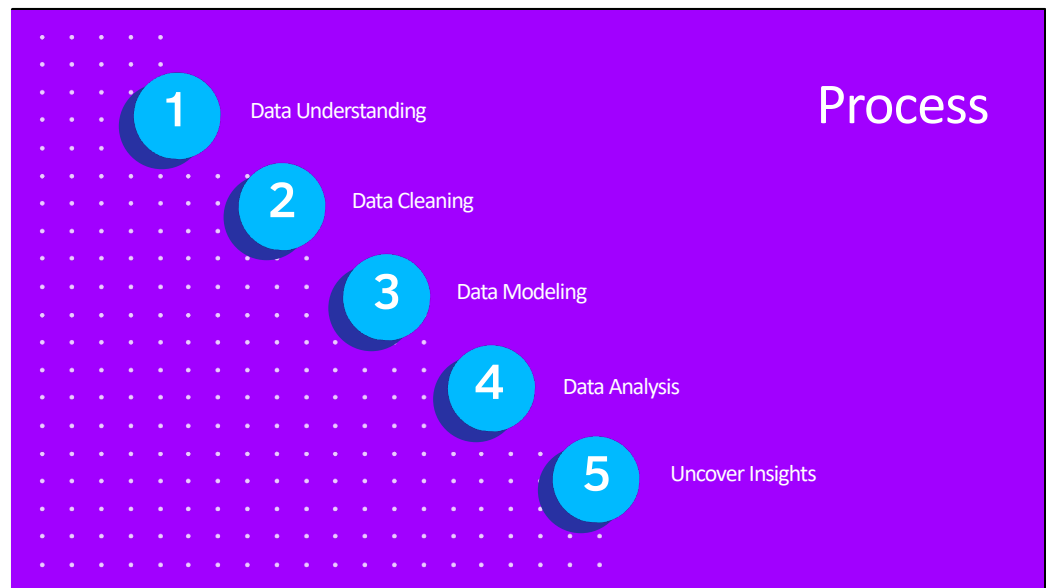 Process
1 Data Understanding
2 Data Cleaning
3 Data Modeling
4 Data Analysis
5 Uncover Insights